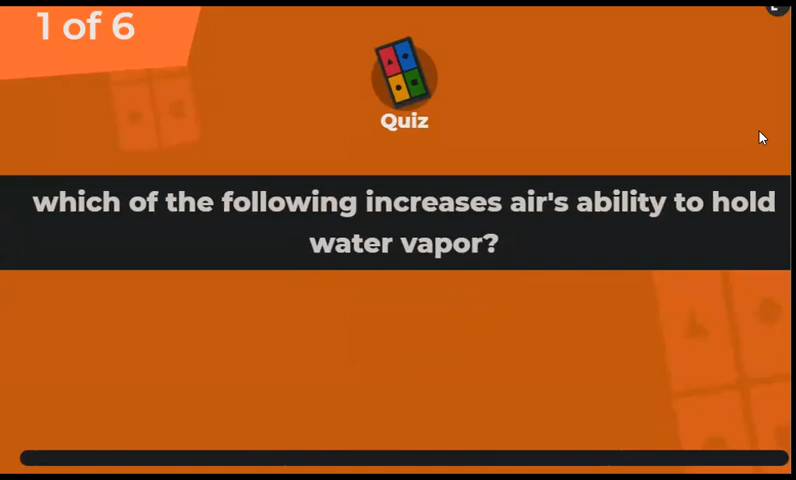 1 of 6
Quiz
which of the following increases air's ability to hold
water vapor?